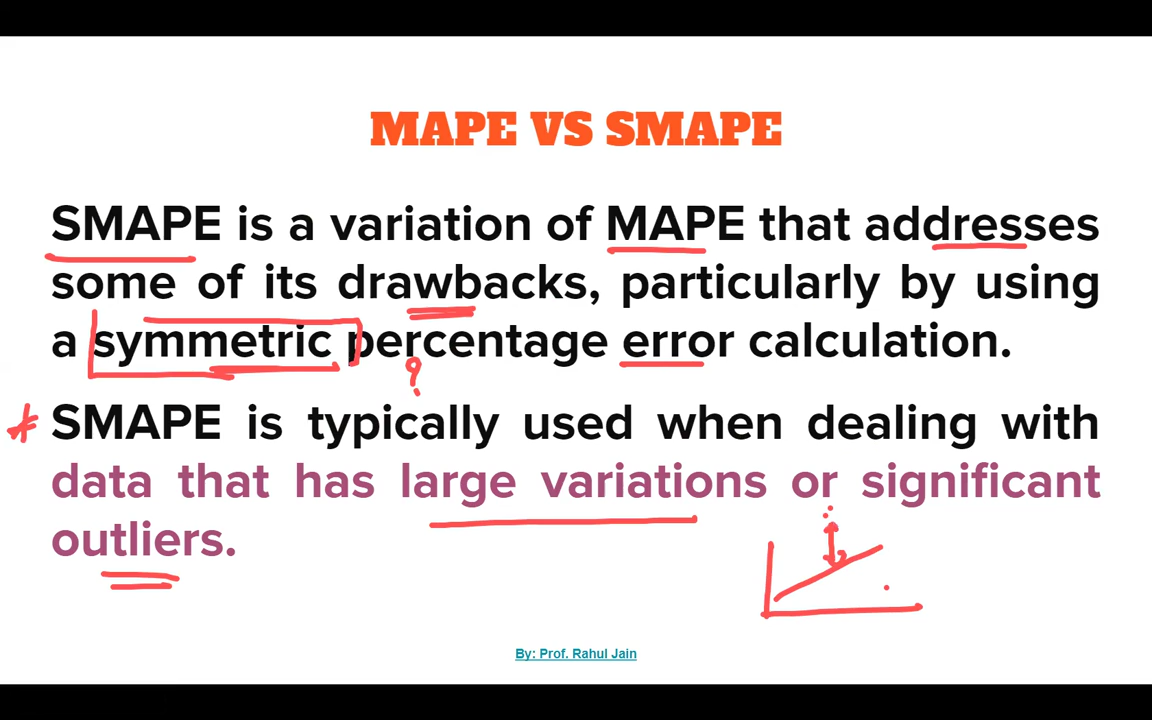 MAPE VS SMAPE
SMAPE is a variation of MAPE that addresses
some of its drawbacks, particularly by using
a symmetric percentage error calculation.
?
* SMAPE is typically used when dealing with
data that has large variations or significant
outliers.
By: Prof. Rahul Jain